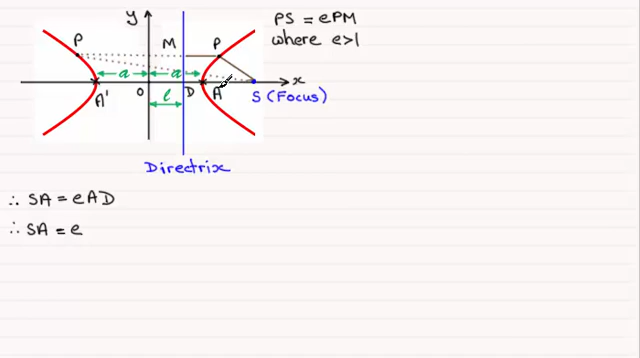 y
PS = ePM
where e>1
P M P
a a
A' O D A x
l S (Focus)
Directrix
∴ SA = eAD
∴ SA = e